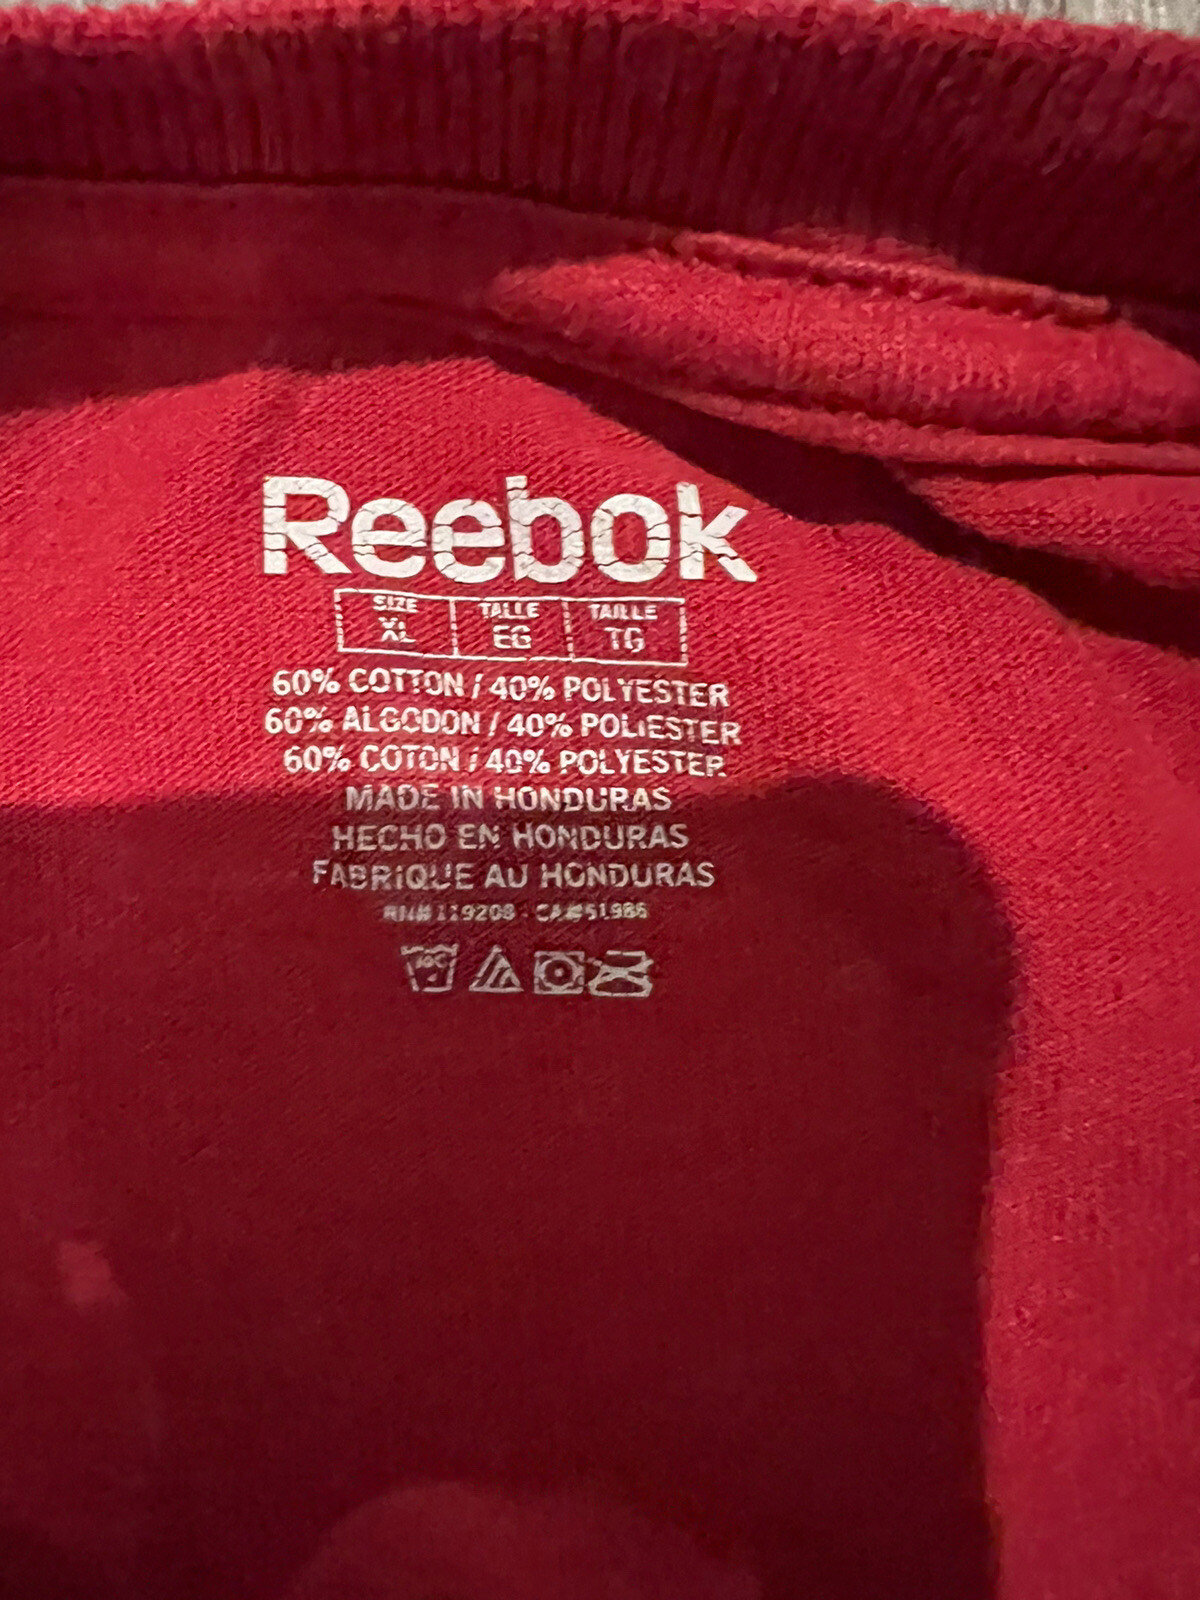 Reebok
SIZE TALLE TAILLE
XL EG TG
60% COTTON / 40% POLYESTER
60% ALGODON / 40% POLIESTER
60% COTON / 40% POLYESTER
MADE IN HONDURAS
HECHO EN HONDURAS
FABRIQUE AU HONDURAS
RN# 119208 - CA#51986